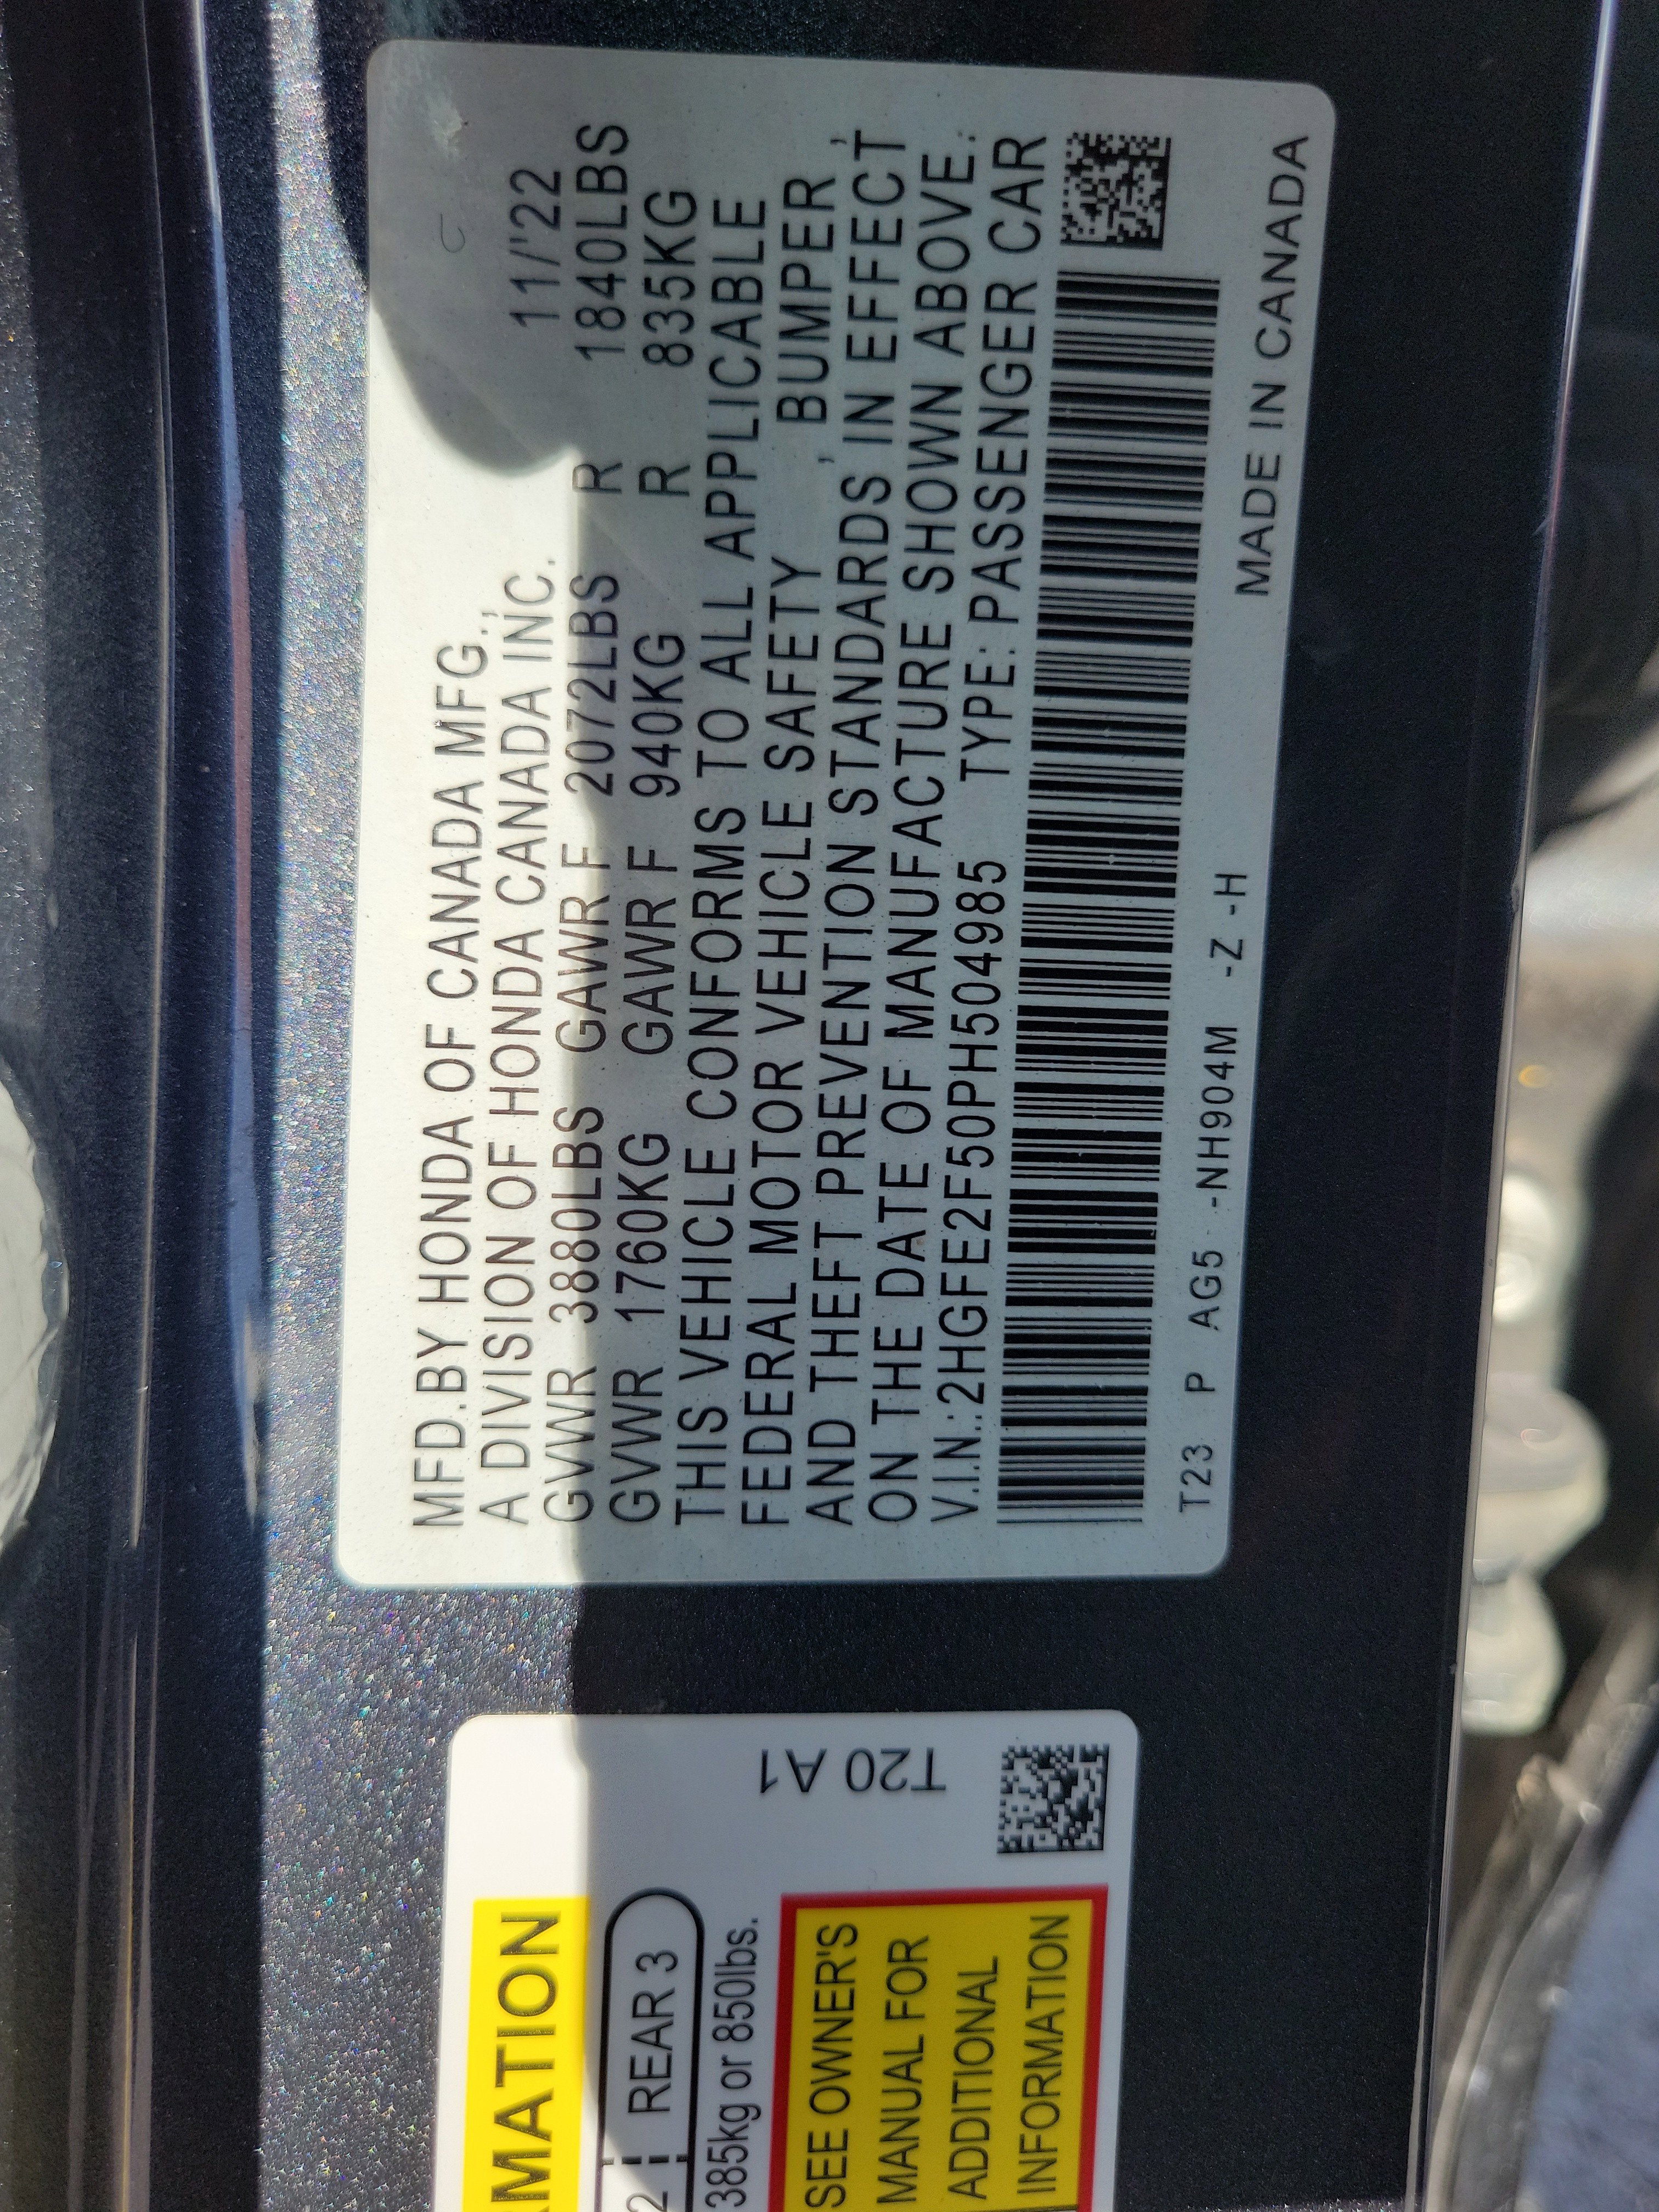 MFD.BY HONDA OF CANADA MFG.,
A DIVISION OF HONDA CANADA INC. 11/'22
GVWR 3880LBS GAWR F 2072LBS R 1840LBS
GVWR 1760KG GAWR F 940KG R 835KG
THIS VEHICLE CONFORMS TO ALL APPLICABLE
FEDERAL MOTOR VEHICLE SAFETY, BUMPER,
AND THEFT PREVENTION STANDARDS IN EFFECT
ON THE DATE OF MANUFACTURE SHOWN ABOVE.
V.I.N.:2HGFE2F50PH504985 TYPE: PASSENGER CAR
T23 P AG5 -NH904M -Z -H
MADE IN CANADA
T20 A1
MATION
2 REAR 3
385kg or 850lbs.
SEE OWNER'S
MANUAL FOR
ADDITIONAL
INFORMATION